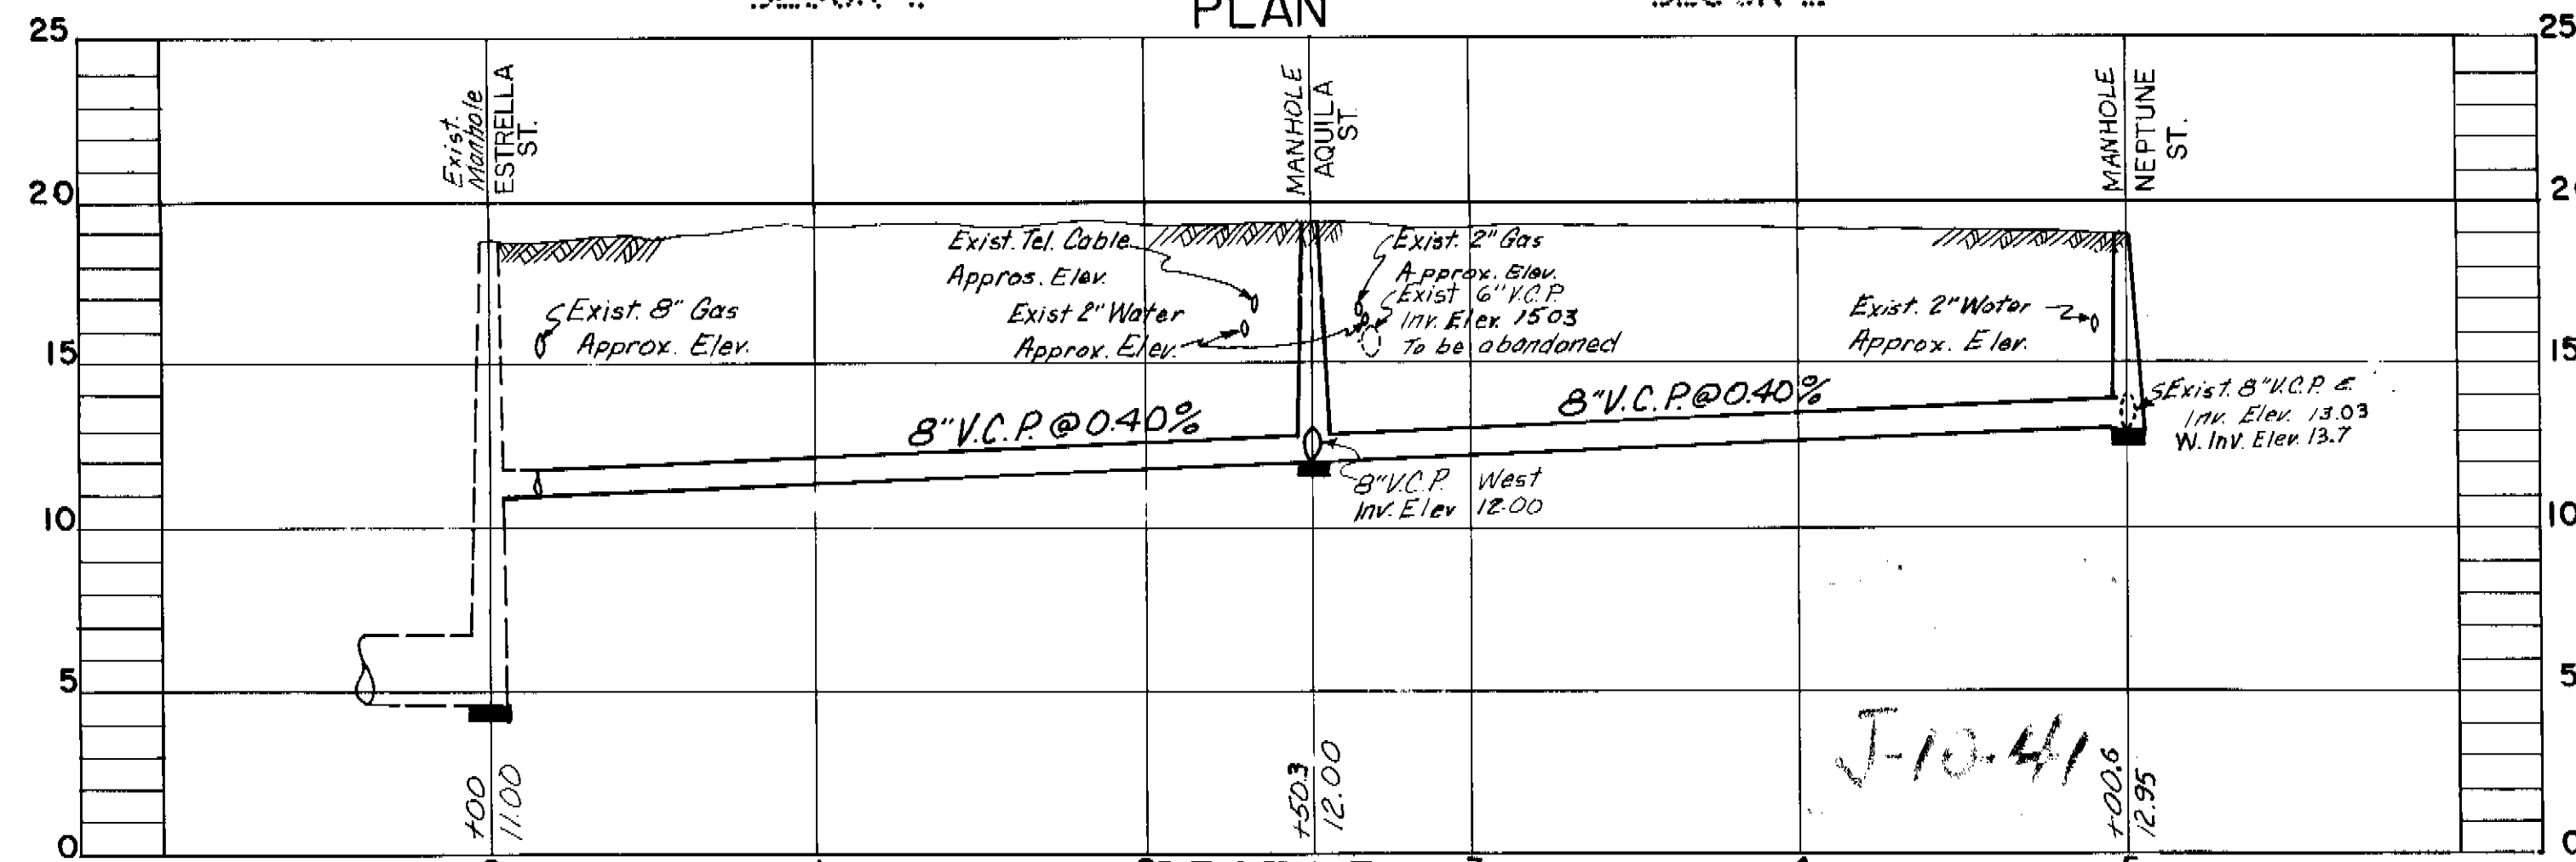 PLAN
25
25
Exist.
Manhole
ESTRELLA
ST.
MANHOLE
AQUILA
ST.
MANHOLE
NEPTUNE
ST.
20
Exist. Tel. Cable
Appros. Elev.
Exist. 8" Gas
Approx. Elev.
Exist 2" Water
Approx. Elev.
Exist. 2" Gas
Approx. Elev.
Exist 6" V.C.P.
Inv. Elev. 15.03
To be abandoned
Exist. 2" Water
Approx. Elev.
15
15
8" V.C.P. @ 0.40%
8" V.C.P. @ 0.40%
Exist. 8" V.C.P. E.
Inv. Elev. 13.03
W. Inv. Elev. 13.7
8" V.C.P. West
Inv. Elev 12.00
10
10
5
5
J-10-41
+00
11.00
+50.3
12.00
+00.6
12.95
0